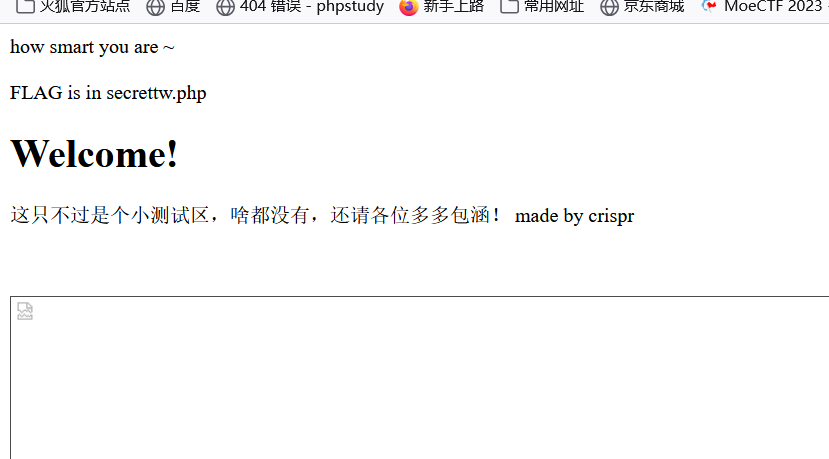 火狐官方站点 百度 404 错误 - phpstudy 新手上路 常用网址 京东商城 MoeCTF 2023
how smart you are ~
FLAG is in secrettw.php
Welcome!
这只不过是个小测试区，啥都没有，还请各位多多包涵！ made by crispr